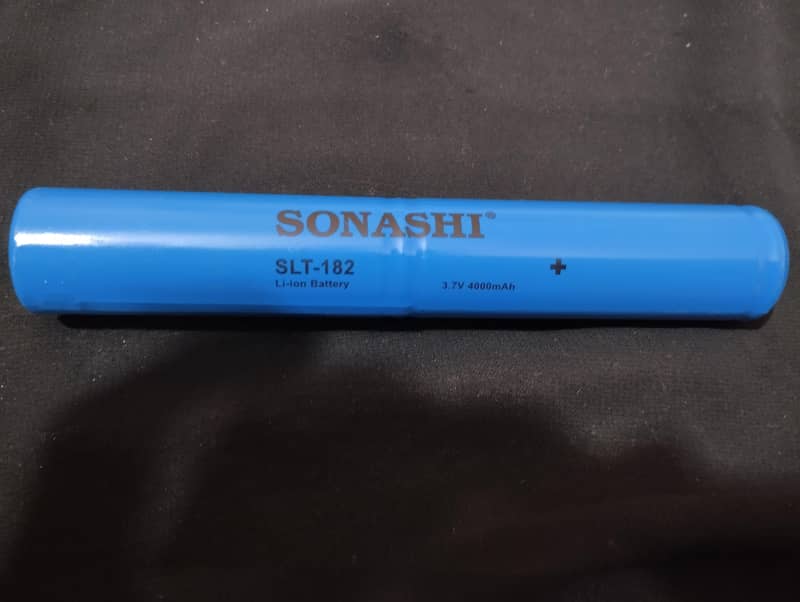 SONASHI®
SLT-182
Li-ion Battery
3.7V 4000mAh
+